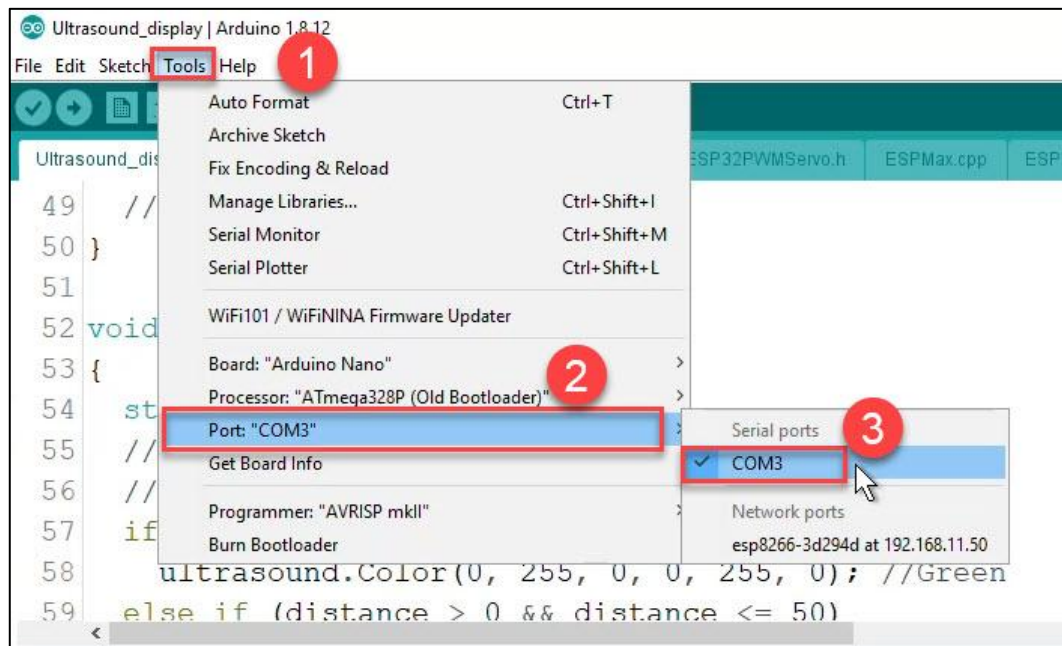 Ultrasound_display | Arduino 1.8.12
File Edit Sketch Tools Help
1
Ultrasound_dis
ESP32PWMServo.h
ESPMax.cpp
ESP
Auto Format Ctrl+T
Archive Sketch
Fix Encoding & Reload
Manage Libraries... Ctrl+Shift+I
Serial Monitor Ctrl+Shift+M
Serial Plotter Ctrl+Shift+L
WiFi101 / WiFiNINA Firmware Updater
Board: "Arduino Nano"
2
Processor: "ATmega328P (Old Bootloader)"
Port: "COM3"
Get Board Info
Programmer: "AVRISP mkII"
Burn Bootloader
Serial ports
3
COM3
Network ports
esp8266-3d294d at 192.168.11.50
49 //
50 }
51
52 void
53 {
54 st
55 //
56 //
57 if
58 ultrasound.Color(0, 255, 0, 0, 255, 0); //Green
59 else if (distance > 0 && distance <= 50)